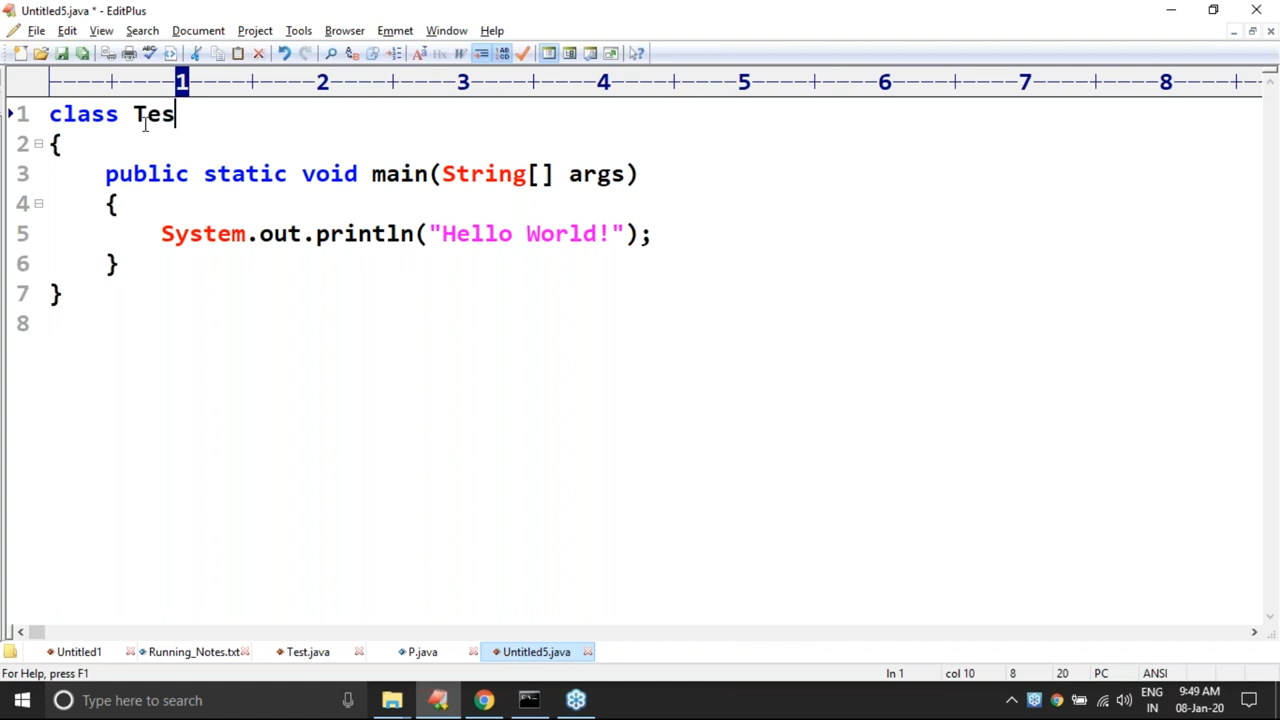 Untitled5.java * - EditPlus
File Edit View Search Document Project Tools Browser Emmet Window Help
1 2 3 4 5 6 7 8
1 class Tes
2 {
3 public static void main(String[] args)
4 {
5 System.out.println("Hello World!");
6 }
7 }
8
Untitled1 Running_Notes.txt Test.java P.java Untitled5.java
For Help, press F1 ln 1 col 10 8 20 PC ANSI
Type here to search
ENG 9:49 AM
IN 08-Jan-20